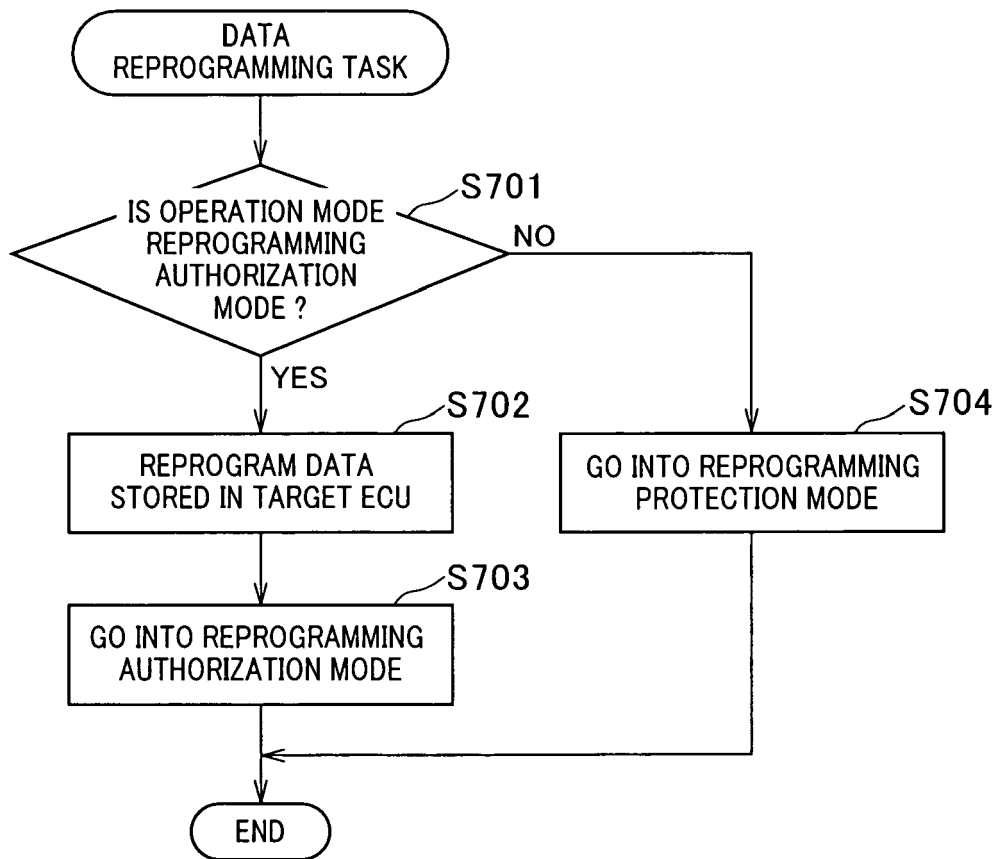 DATA
REPROGRAMMING TASK
S701
IS OPERATION MODE
REPROGRAMMING
AUTHORIZATION
MODE ?
NO
YES
S702
REPROGRAM DATA
STORED IN TARGET ECU
S704
GO INTO REPROGRAMMING
PROTECTION MODE
S703
GO INTO REPROGRAMMING
AUTHORIZATION MODE
END